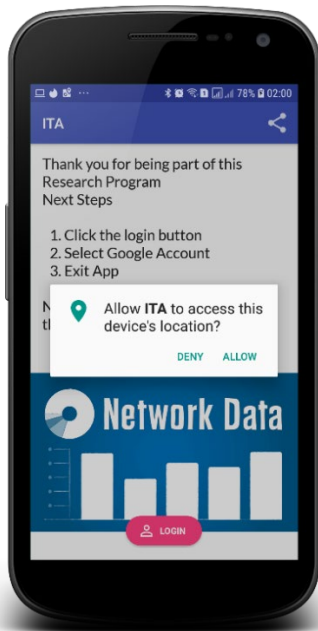 78% 02:00
ITA
Thank you for being part of this
Research Program
Next Steps
1. Click the login button
2. Select Google Account
3. Exit App
N
th
Allow ITA to access this
device's location?
DENY ALLOW
Network Data
LOGIN